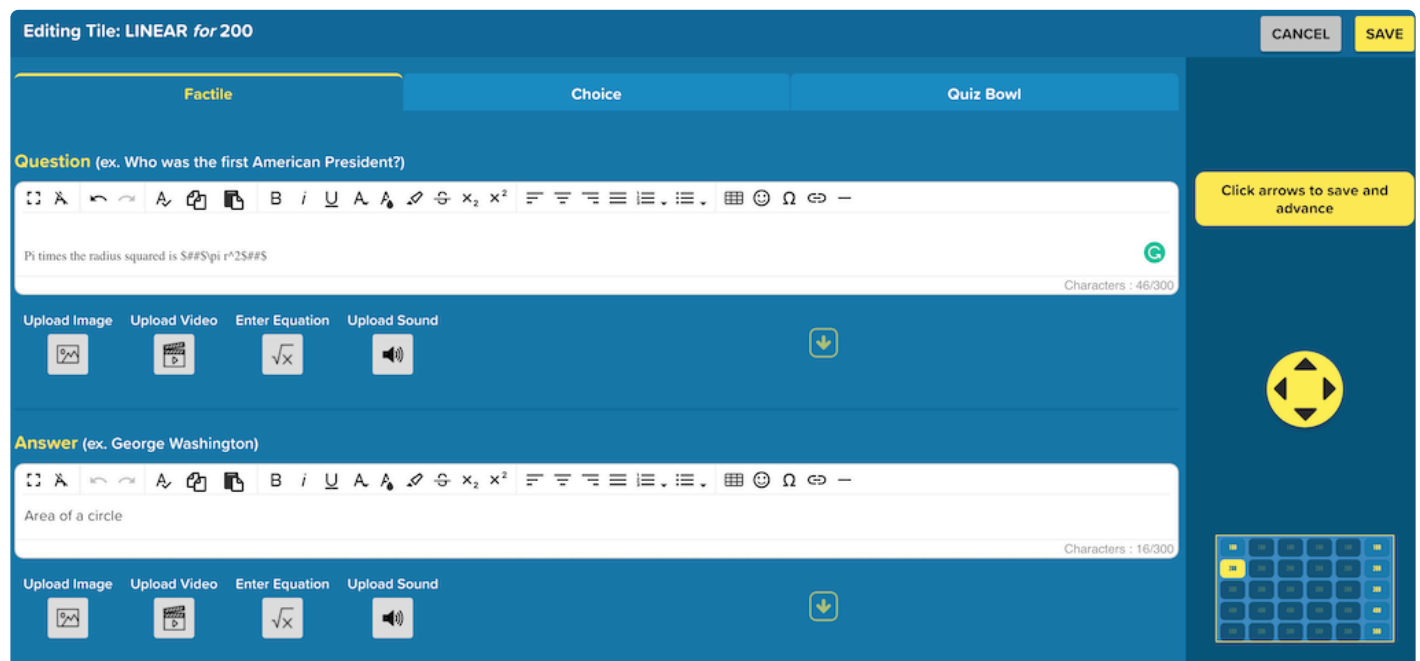 Editing Tile: LINEAR for 200
CANCEL
SAVE
Factile
Choice
Quiz Bowl
Question (ex. Who was the first American President?)
Pi times the radius squared is $##$\pi r^2$##$
Characters : 46/300
Click arrows to save and
advance
Upload Image
Upload Video
Enter Equation
Upload Sound
Answer (ex. George Washington)
Area of a circle
Characters : 16/300
Upload Image
Upload Video
Enter Equation
Upload Sound